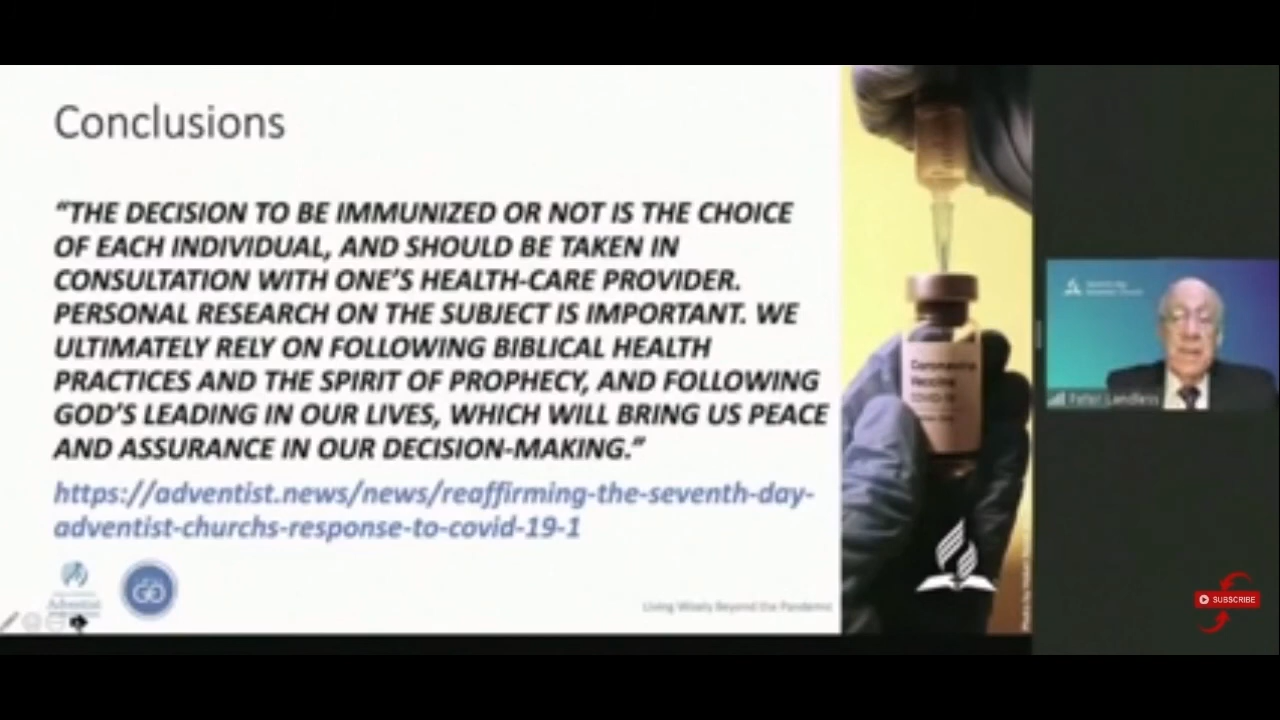 Conclusions
“THE DECISION TO BE IMMUNIZED OR NOT IS THE CHOICE
OF EACH INDIVIDUAL, AND SHOULD BE TAKEN IN
CONSULTATION WITH ONE’S HEALTH-CARE PROVIDER.
PERSONAL RESEARCH ON THE SUBJECT IS IMPORTANT. WE
ULTIMATELY RELY ON FOLLOWING BIBLICAL HEALTH
PRACTICES AND THE SPIRIT OF PROPHECY, AND FOLLOWING
GOD’S LEADING IN OUR LIVES, WHICH WILL BRING US PEACE
AND ASSURANCE IN OUR DECISION-MAKING.”
https://adventist.news/news/reaffirming-the-seventh-day-
adventist-churchs-response-to-covid-19-1
Adventist
Living Wisely Beyond the Pandemic
Coronavirus
Vaccine
COVID-19
Peter Landless
SUBSCRIBE